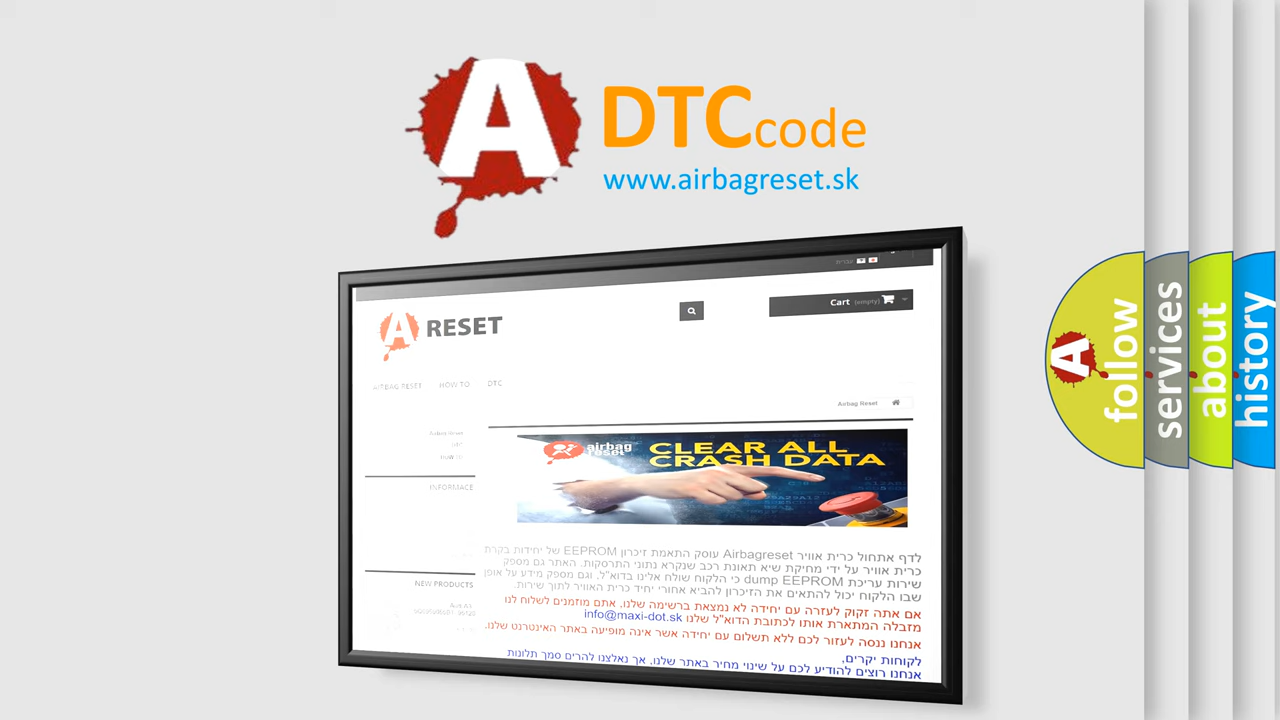 A
DTC code
www.airbagreset.sk
A RESET
Cart (empty)
AIRBAG RESET HOW TO DTC
Airbag Reset
Airbag Reset
airbag
reset
CLEAR ALL
CRASH DATA
INFORMACE
לדף אתחול כרית אוויר Airbagreset עוסק התאמת זיכרון EEPROM של יחידות בקרת
כרית אוויר על ידי מחיקת שיא תאונת רכב שנקרא נתוני התרסקות. האתר גם מספק
שירות עריכת dump EEPROM כי הלקוח שולח אלינו בדוא"ל, וגם מספק מידע על אופן
שבו הלקוח יכול להתאים את הזיכרון להביא אחורי יחיד כרית האוויר לתוך שירות.
NEW PRODUCTS
אם אתה זקוק לעזרה עם יחידה לא נמצאת ברשימה שלנו, אתם מוזמנים לשלוח לנו
מזבלה המתארת אותו לכתובת הדוא"ל שלנו info@maxi-dot.sk
אנחנו ננסה לעזור לכם ללא תשלום עם יחידה אשר אינה מופיעה באתר האינטרנט שלנו.
לקוחות יקרים,
אנחנו רוצים להודיע לכם על שינוי מחיר באתר שלנו, אך נאלצנו להרים סמך תלונות
A
follow
services
about
history